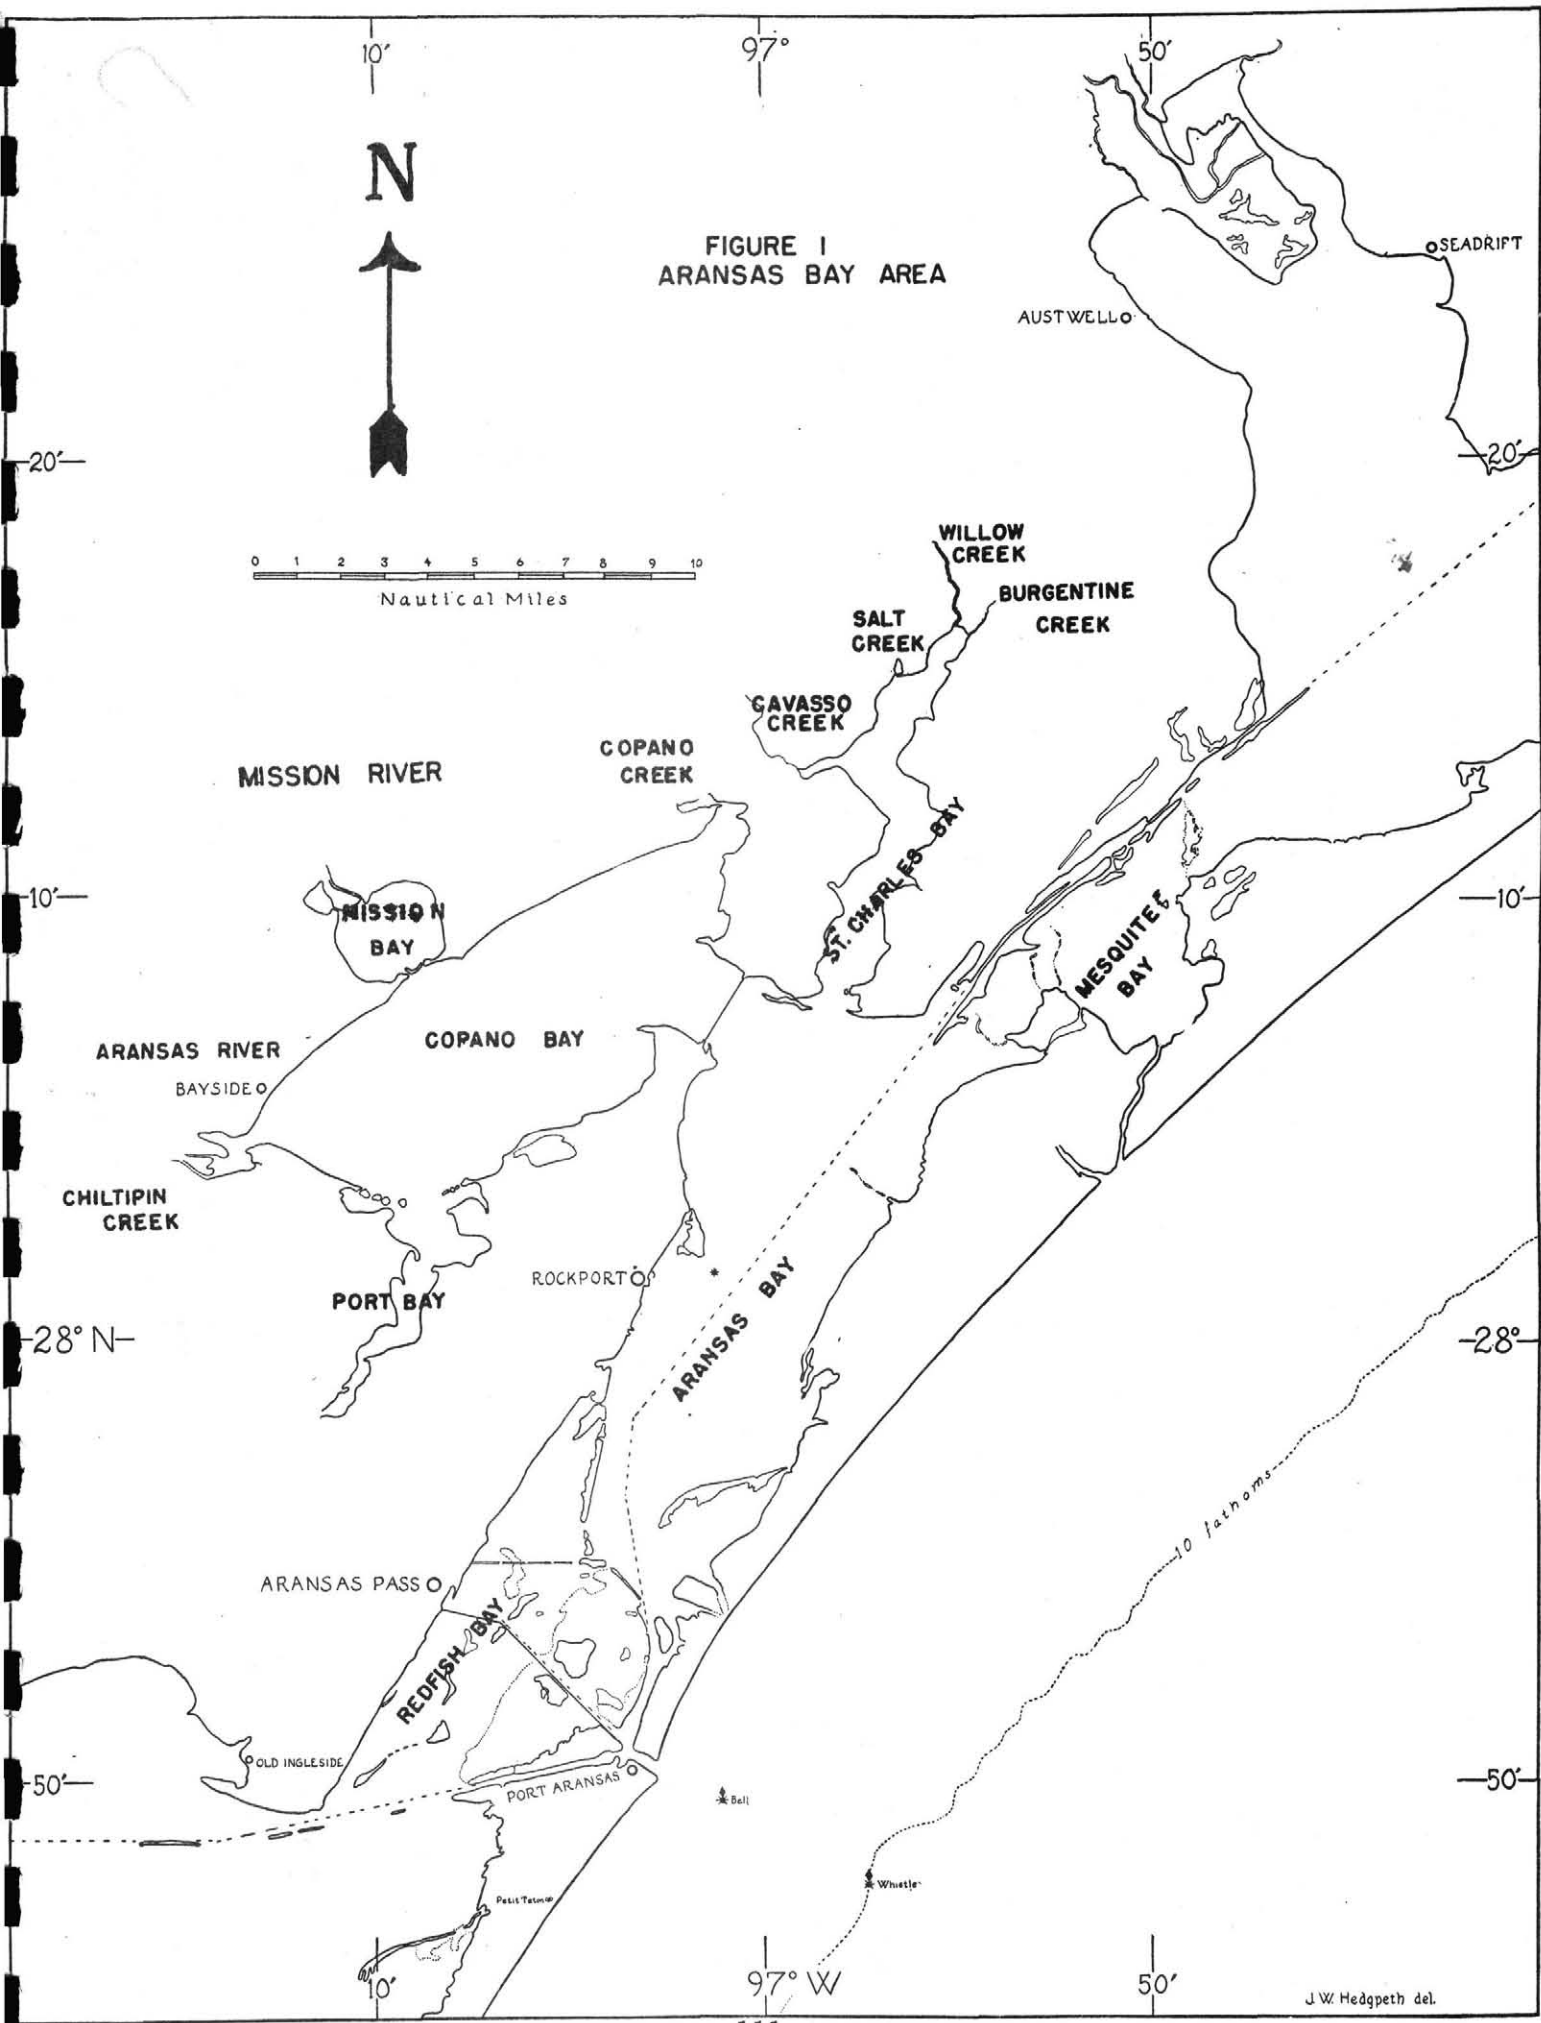 10′
97°
50′
N
FIGURE 1
ARANSAS BAY AREA
SEADRIFT
AUSTWELL
20′
20′
WILLOW
CREEK
0 1 2 3 4 5 6 7 8 9 10
Nautical Miles
BURGENTINE
CREEK
SALT
CREEK
CAVASSO
CREEK
COPANO
CREEK
MISSION RIVER
10′
10′
MISSION
BAY
ST. CHARLES BAY
MESQUITE
BAY
ARANSAS RIVER
COPANO BAY
BAYSIDE
CHILTIPIN
CREEK
ROCKPORT
ARANSAS BAY
PORT BAY
28° N
28°
10 fathoms
ARANSAS PASS
REDFISH BAY
OLD INGLESIDE
50′
50′
PORT ARANSAS
Bell
Whistle
10′
97° W
50′
J.W. Hedgpeth del.